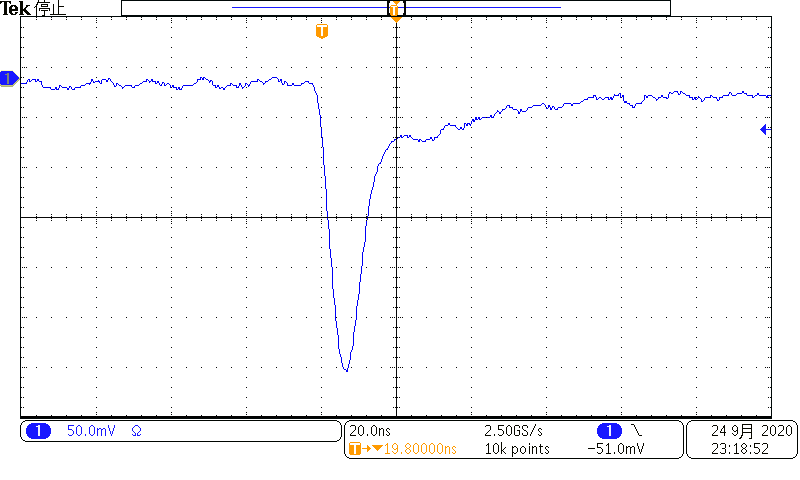 Tek 停止
T
T
1
1 50.0mV Ω
20.0ns 2.50GS/s 1 \
T→▼19.80000ns 10k points −51.0mV
24 9月 2020
23:18:52